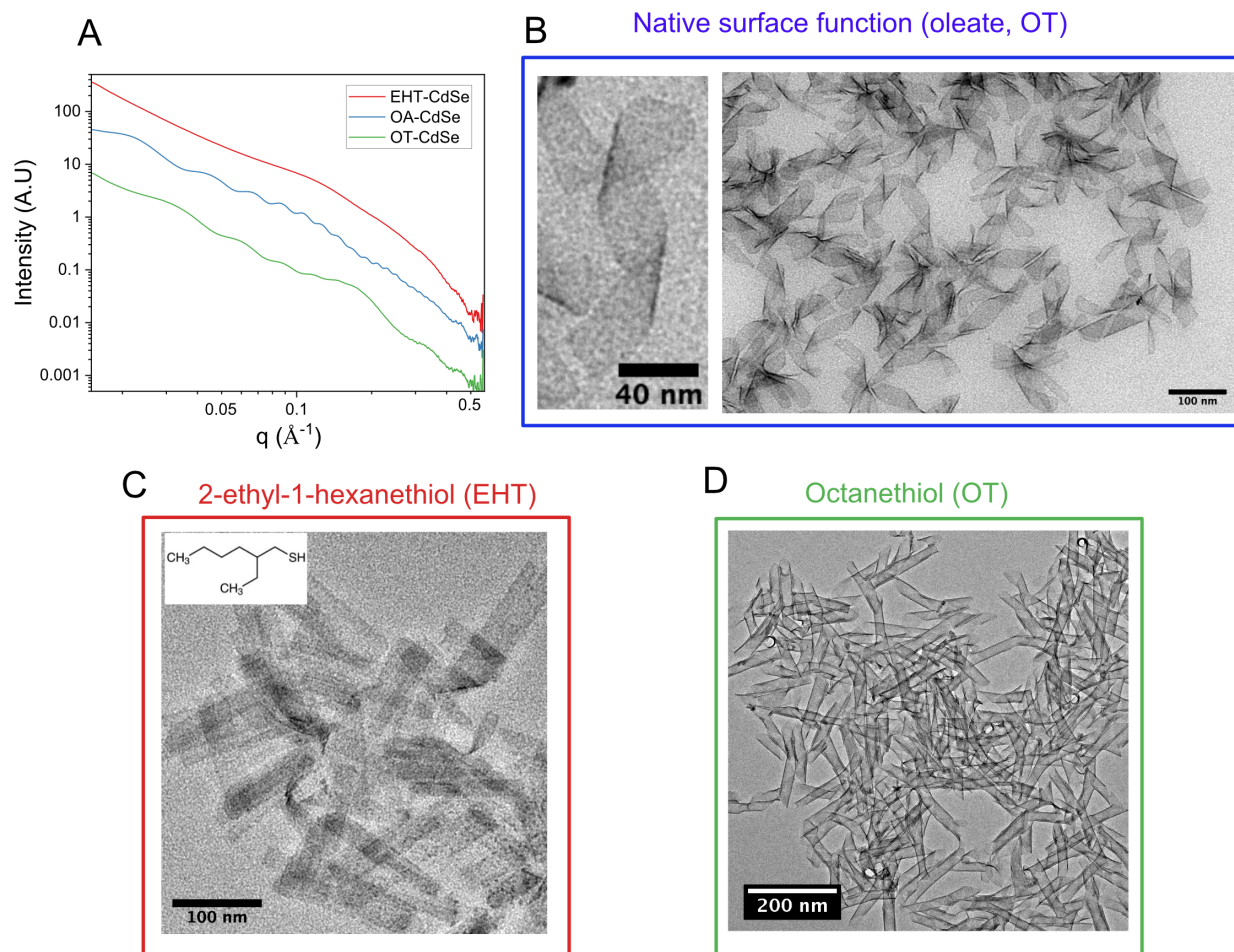 A
Intensity (A.U)
100
10
1
0.1
0.01
0.001
0.05
0.1
0.5
q (Å⁻¹)
EHT-CdSe
OA-CdSe
OT-CdSe
B
Native surface function (oleate, OT)
40 nm
100 nm
C
2-ethyl-1-hexanethiol (EHT)
CH₃
SH
CH₃
100 nm
D
Octanethiol (OT)
200 nm